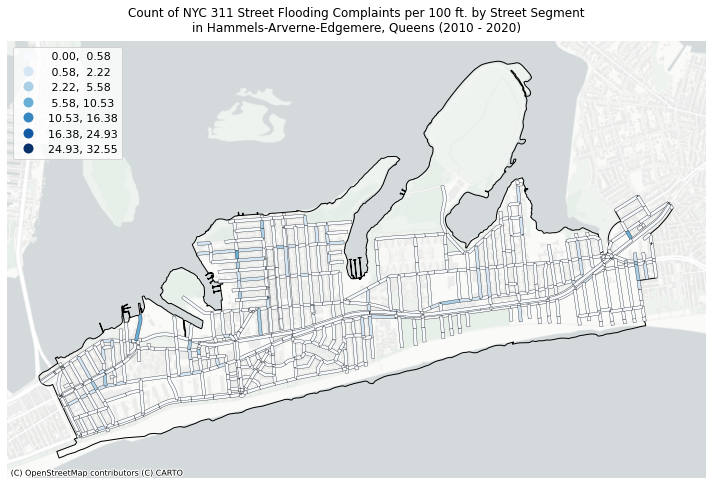 Count of NYC 311 Street Flooding Complaints per 100 ft. by Street Segment
in Hammels-Arverne-Edgemere, Queens (2010 - 2020)
0.00, 0.58
0.58, 2.22
2.22, 5.58
5.58, 10.53
10.53, 16.38
16.38, 24.93
24.93, 32.55
(C) OpenStreetMap contributors (C) CARTO